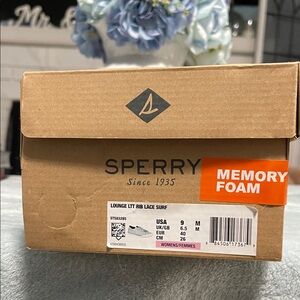 Mr. &
SPERRY
Since 1935
MEMORY
FOAM
LOUNGE LTT RIB LACE SURF
USA 9 M
UK/GB 6.5 M
EUR 40
CM 26
WOMENS/FEMMES